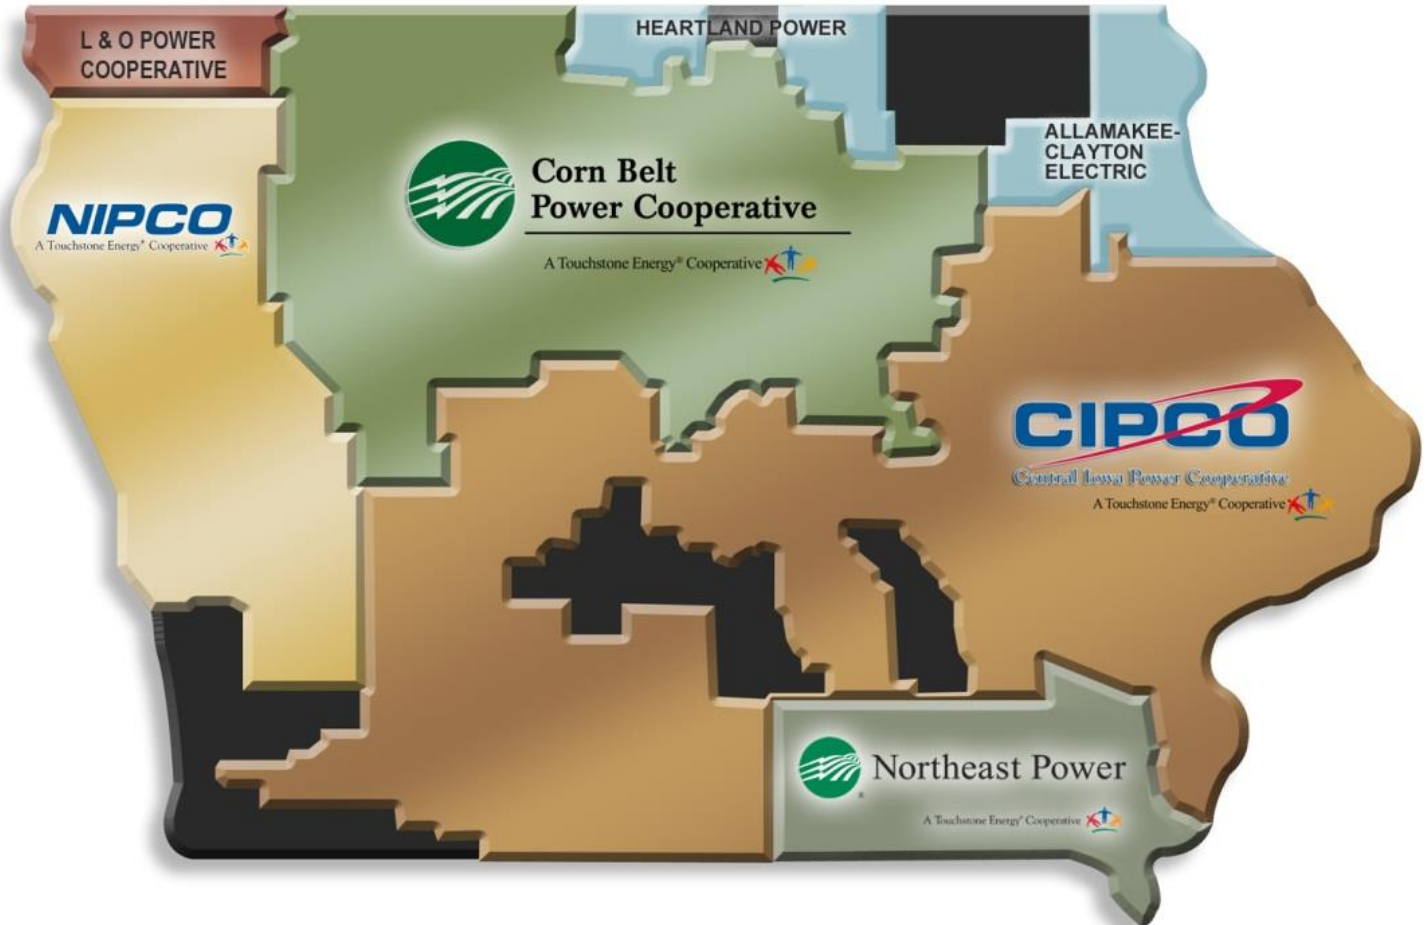 L & O POWER
COOPERATIVE
HEARTLAND POWER
ALLAMAKEE-
CLAYTON
ELECTRIC
Corn Belt
Power Cooperative
A Touchstone Energy® Cooperative
NIPCO
A Touchstone Energy® Cooperative
CIPCO
Central Iowa Power Cooperative
A Touchstone Energy® Cooperative
Northeast Power
®
A Touchstone Energy® Cooperative